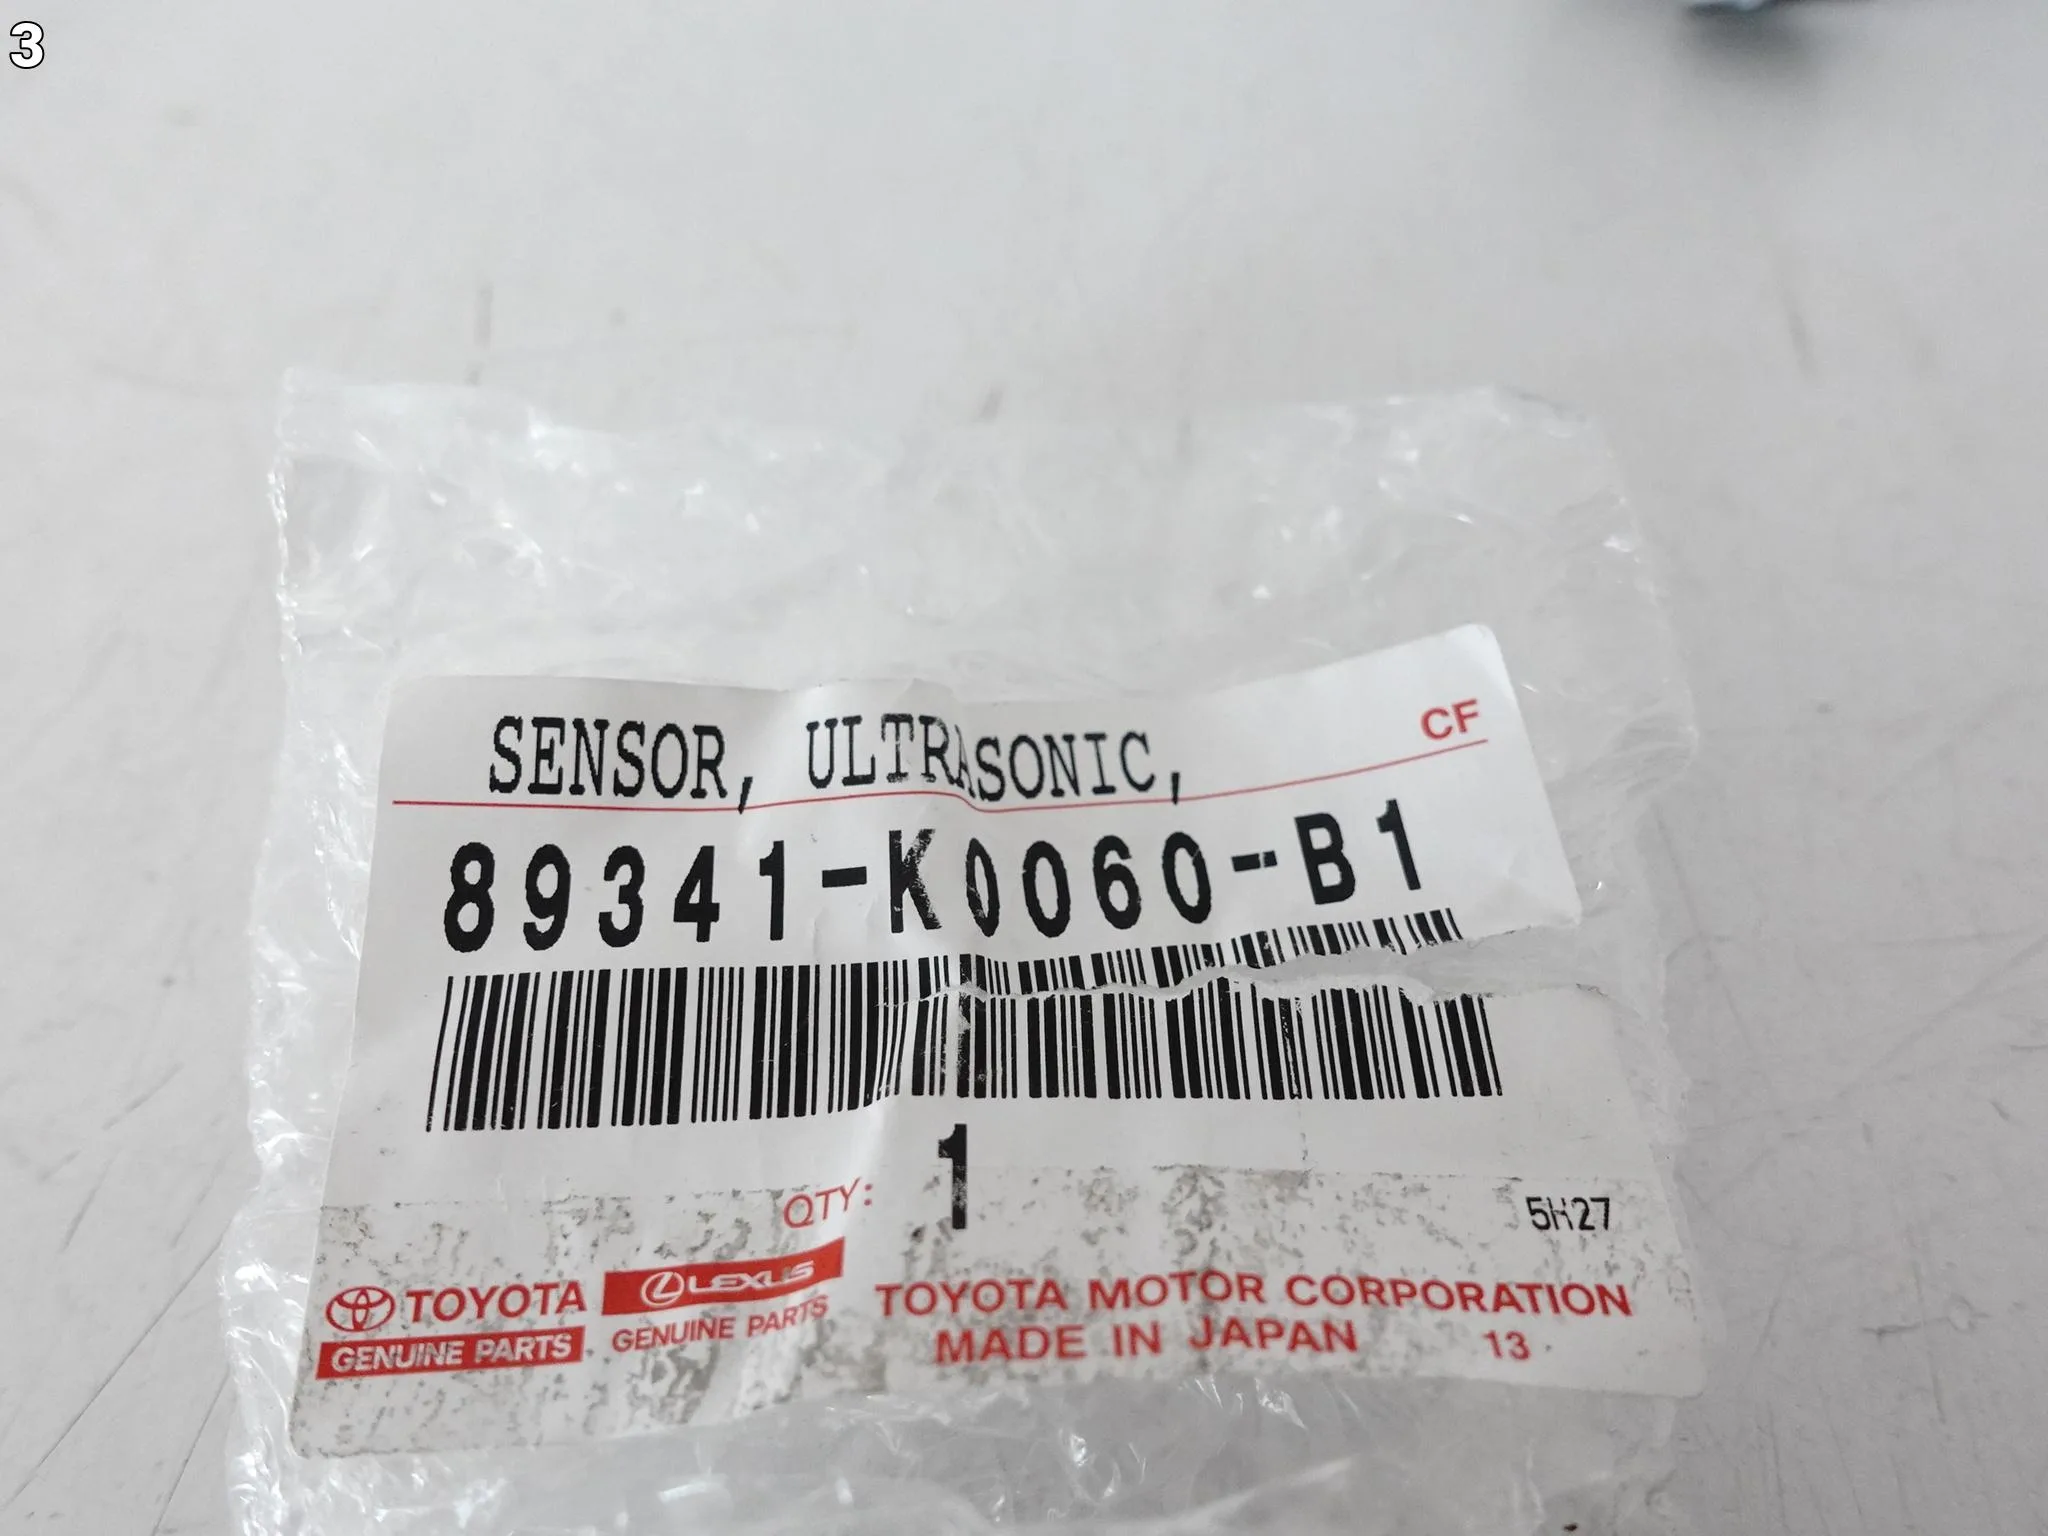 3
SENSOR, ULTRASONIC,
CF
89341-K0060-B1
QTY: 1
5H27
TOYOTA
GENUINE PARTS
LEXUS
GENUINE PARTS
TOYOTA MOTOR CORPORATION
MADE IN JAPAN 13